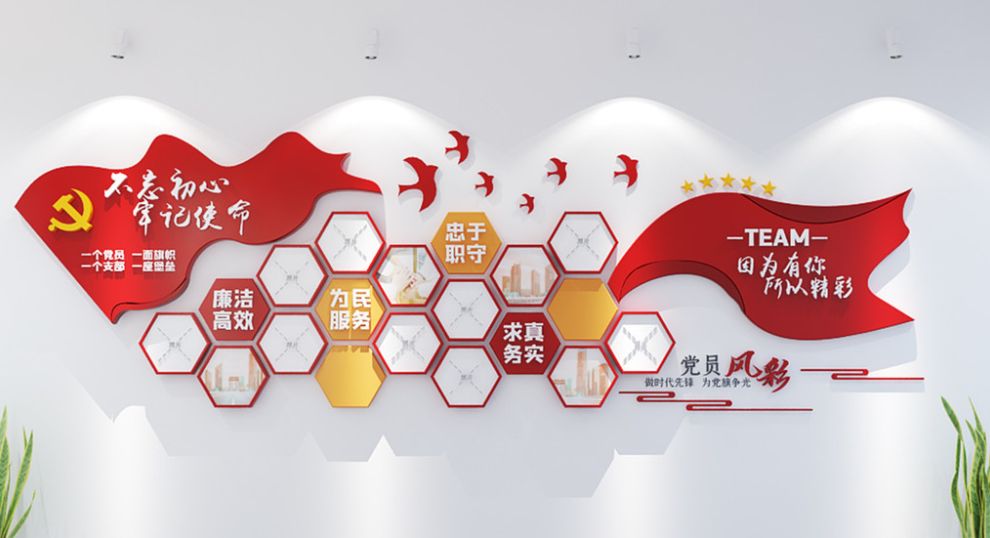 不忘初心
牢记使命
一个党员 一面旗帜
一个支部 一座堡垒
廉洁
高效
为民
服务
忠于
职守
求真
务实
—TEAM—
因为有你
所以精彩
党员风彩
做时代先锋 为党旗争光